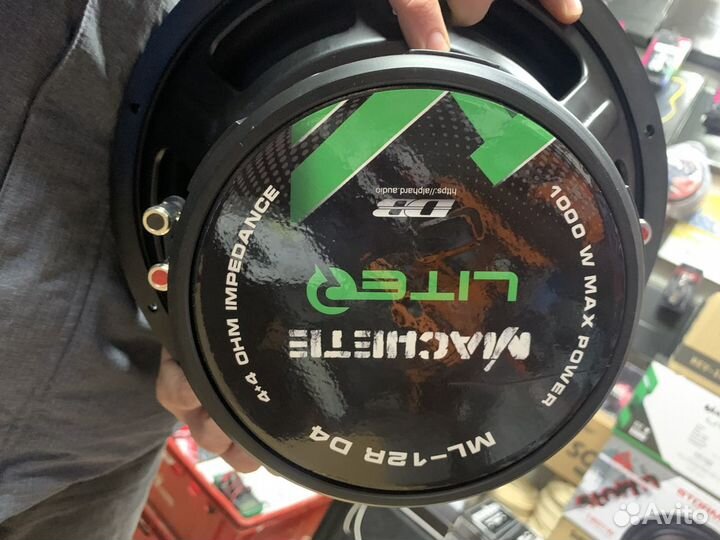 MACHETE
LITE
DB
https://alphard.audio
4+4 OHM IMPEDANCE
1000 W MAX POWER
ML-12R D4
Avito